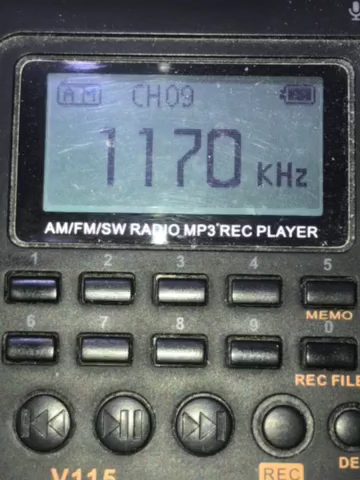 AM CH09
1170 KHz
AM/FM/SW RADIO MP3 REC PLAYER
1 2 3 4 5
MEMO
6 7 8 9 0
REC FILE
V115 REC DE